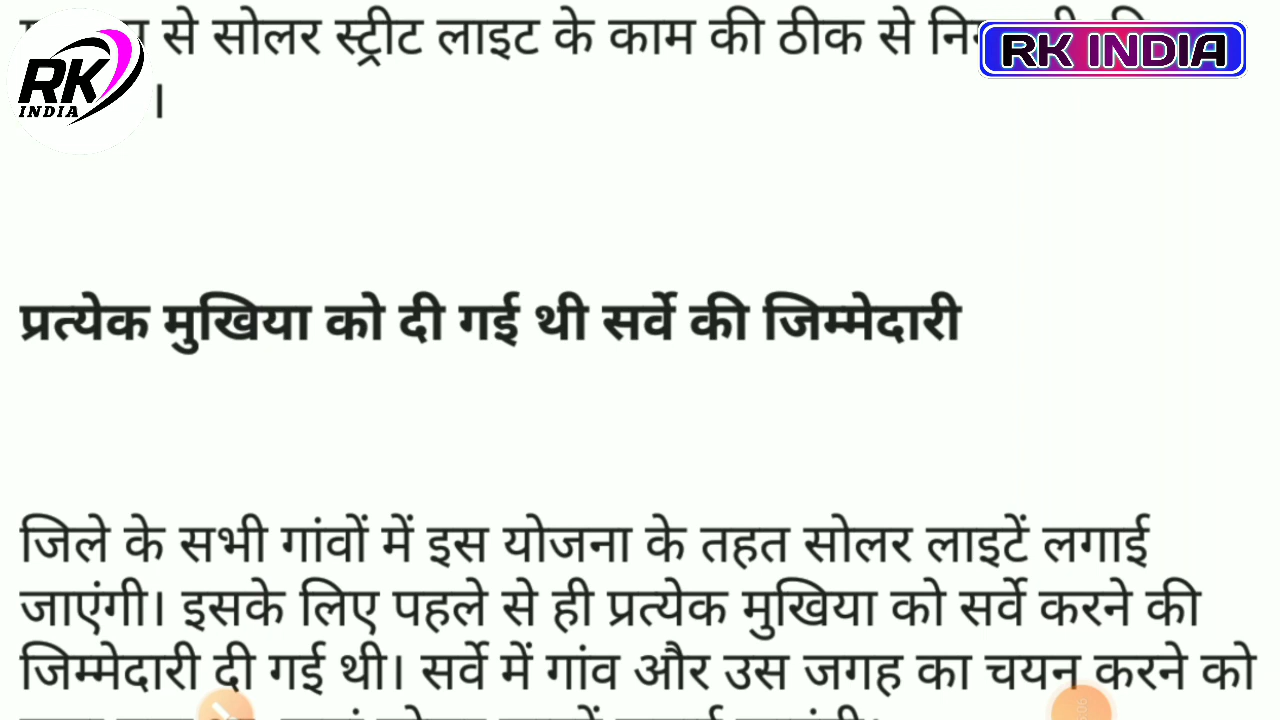 से सोलर स्ट्रीट लाइट के काम की ठीक से
RK INDIA
RK
INDIA
।
प्रत्येक मुखिया को दी गई थी सर्वे की जिम्मेदारी
जिले के सभी गांवों में इस योजना के तहत सोलर लाइटें लगाई
जाएंगी। इसके लिए पहले से ही प्रत्येक मुखिया को सर्वे करने की
जिम्मेदारी दी गई थी। सर्वे में गांव और उस जगह का चयन करने को